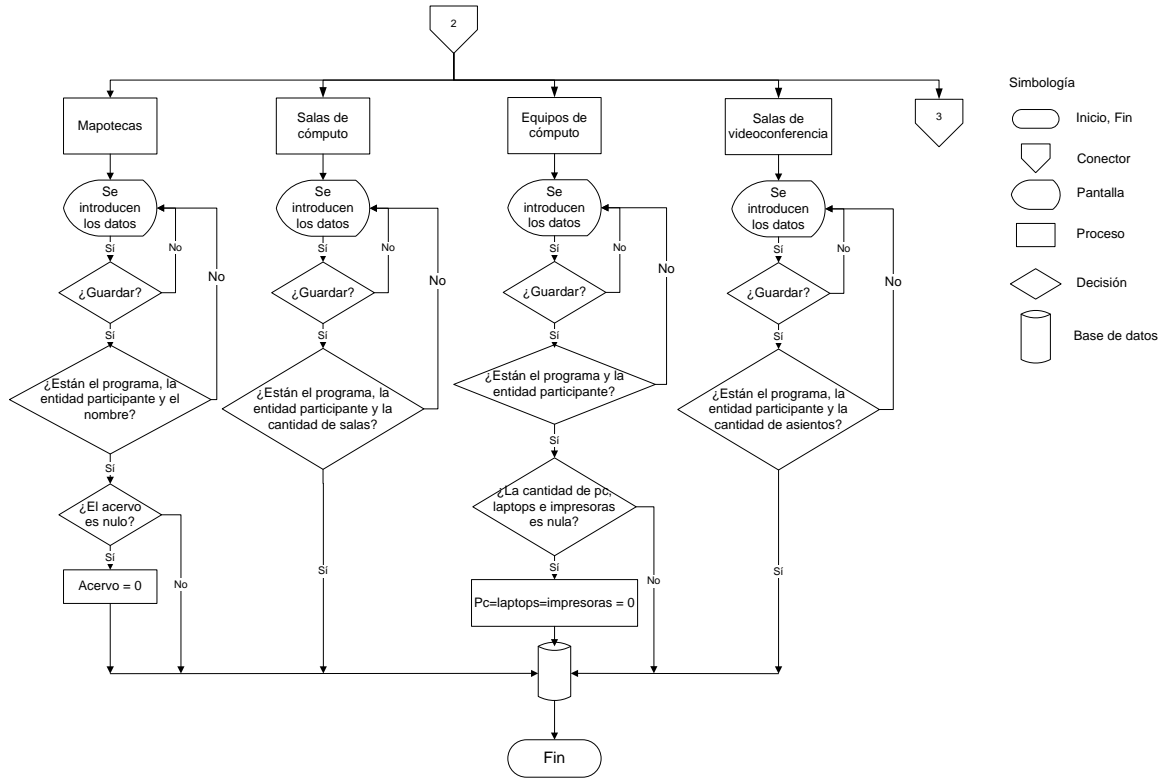 2
Mapotecas
Salas de
cómputo
Equipos de
cómputo
Salas de
videoconferencia
3
Se
introducen
los datos
Sí
No
No
¿Guardar?
Sí
¿Están el programa, la
entidad participante y el
nombre?
Sí
¿El acervo
es nulo?
Sí
No
Acervo = 0
Se
introducen
los datos
Sí
No
No
¿Guardar?
Sí
¿Están el programa, la
entidad participante y la
cantidad de salas?
Sí
Se
introducen
los datos
Sí
No
No
¿Guardar?
Sí
¿Están el programa y la
entidad participante?
Sí
¿La cantidad de pc,
laptops e impresoras
es nula?
Sí
No
Pc=laptops=impresoras = 0
Se
introducen
los datos
Sí
No
No
¿Guardar?
Sí
¿Están el programa, la
entidad participante y la
cantidad de asientos?
Sí
Fin
Simbología
Inicio, Fin
Conector
Pantalla
Proceso
Decisión
Base de datos